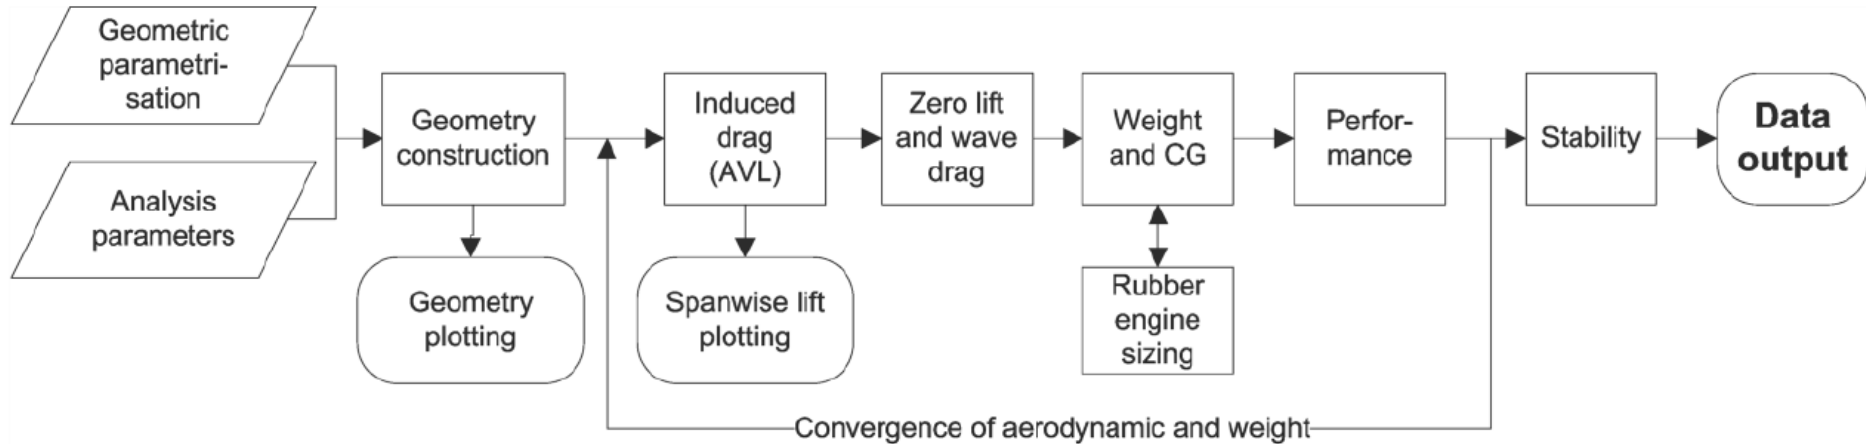 Geometric
parametri-
sation
Analysis
parameters
Geometry
construction
Geometry
plotting
Induced
drag
(AVL)
Spanwise lift
plotting
Zero lift
and wave
drag
Weight
and CG
Rubber
engine
sizing
Perfor-
mance
Stability
Data
output
Convergence of aerodynamic and weight